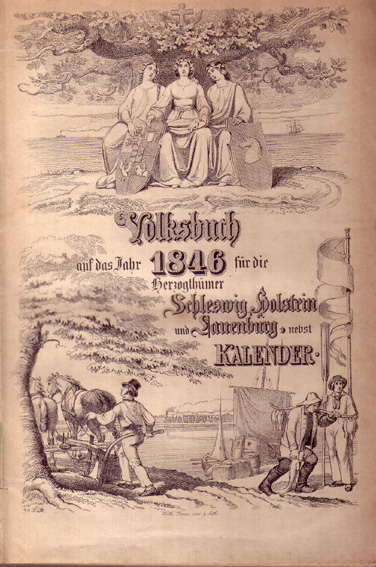 Volksbuch
auf das Jahr 1846 für die
Herzogthümer
Schleswig, Holstein
und Lauenburg, nebst
KALENDER.